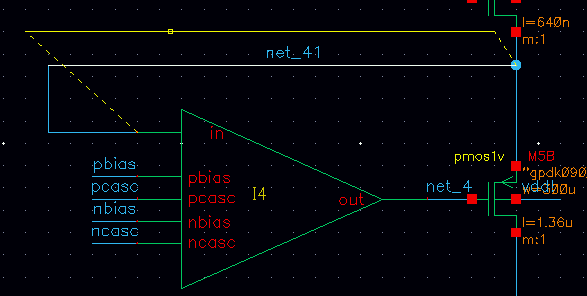 l=640n
m:1
net_41
in
pmos1v
M5B
"gpdk090
pbias
pbias
pcasc
pcasc
I4
out
net_4
vdd!
nbias
nbias
l=1.36u
ncasc
ncasc
m:1